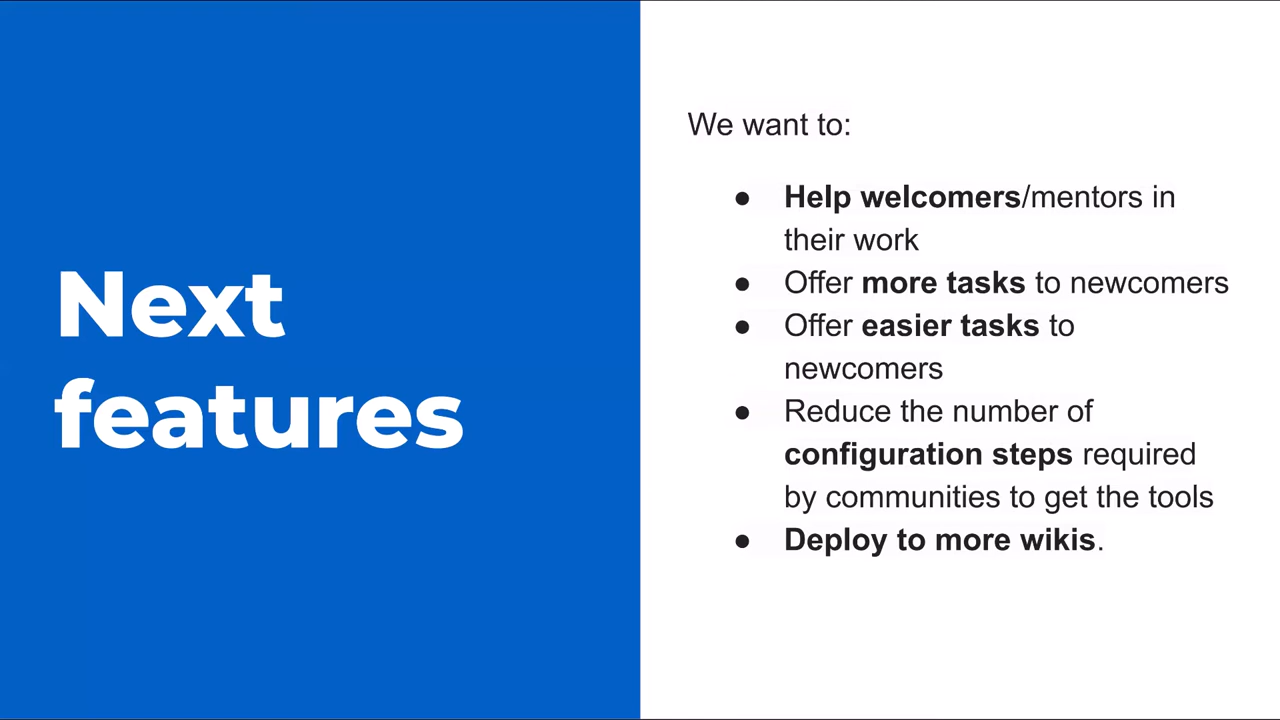 Next
features
We want to:
● Help welcomers/mentors in
their work
● Offer more tasks to newcomers
● Offer easier tasks to
newcomers
● Reduce the number of
configuration steps required
by communities to get the tools
● Deploy to more wikis.